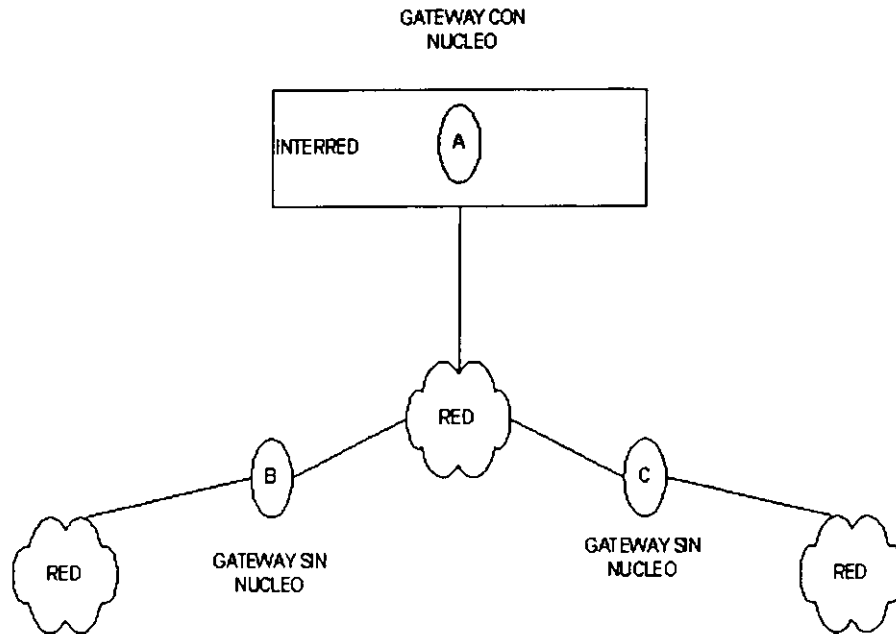 GATEWAY CON
NUCLEO
INTERRED
A
RED
B
C
GATEWAY SIN
NUCLEO
GATEWAY SIN
NUCLEO
RED
RED